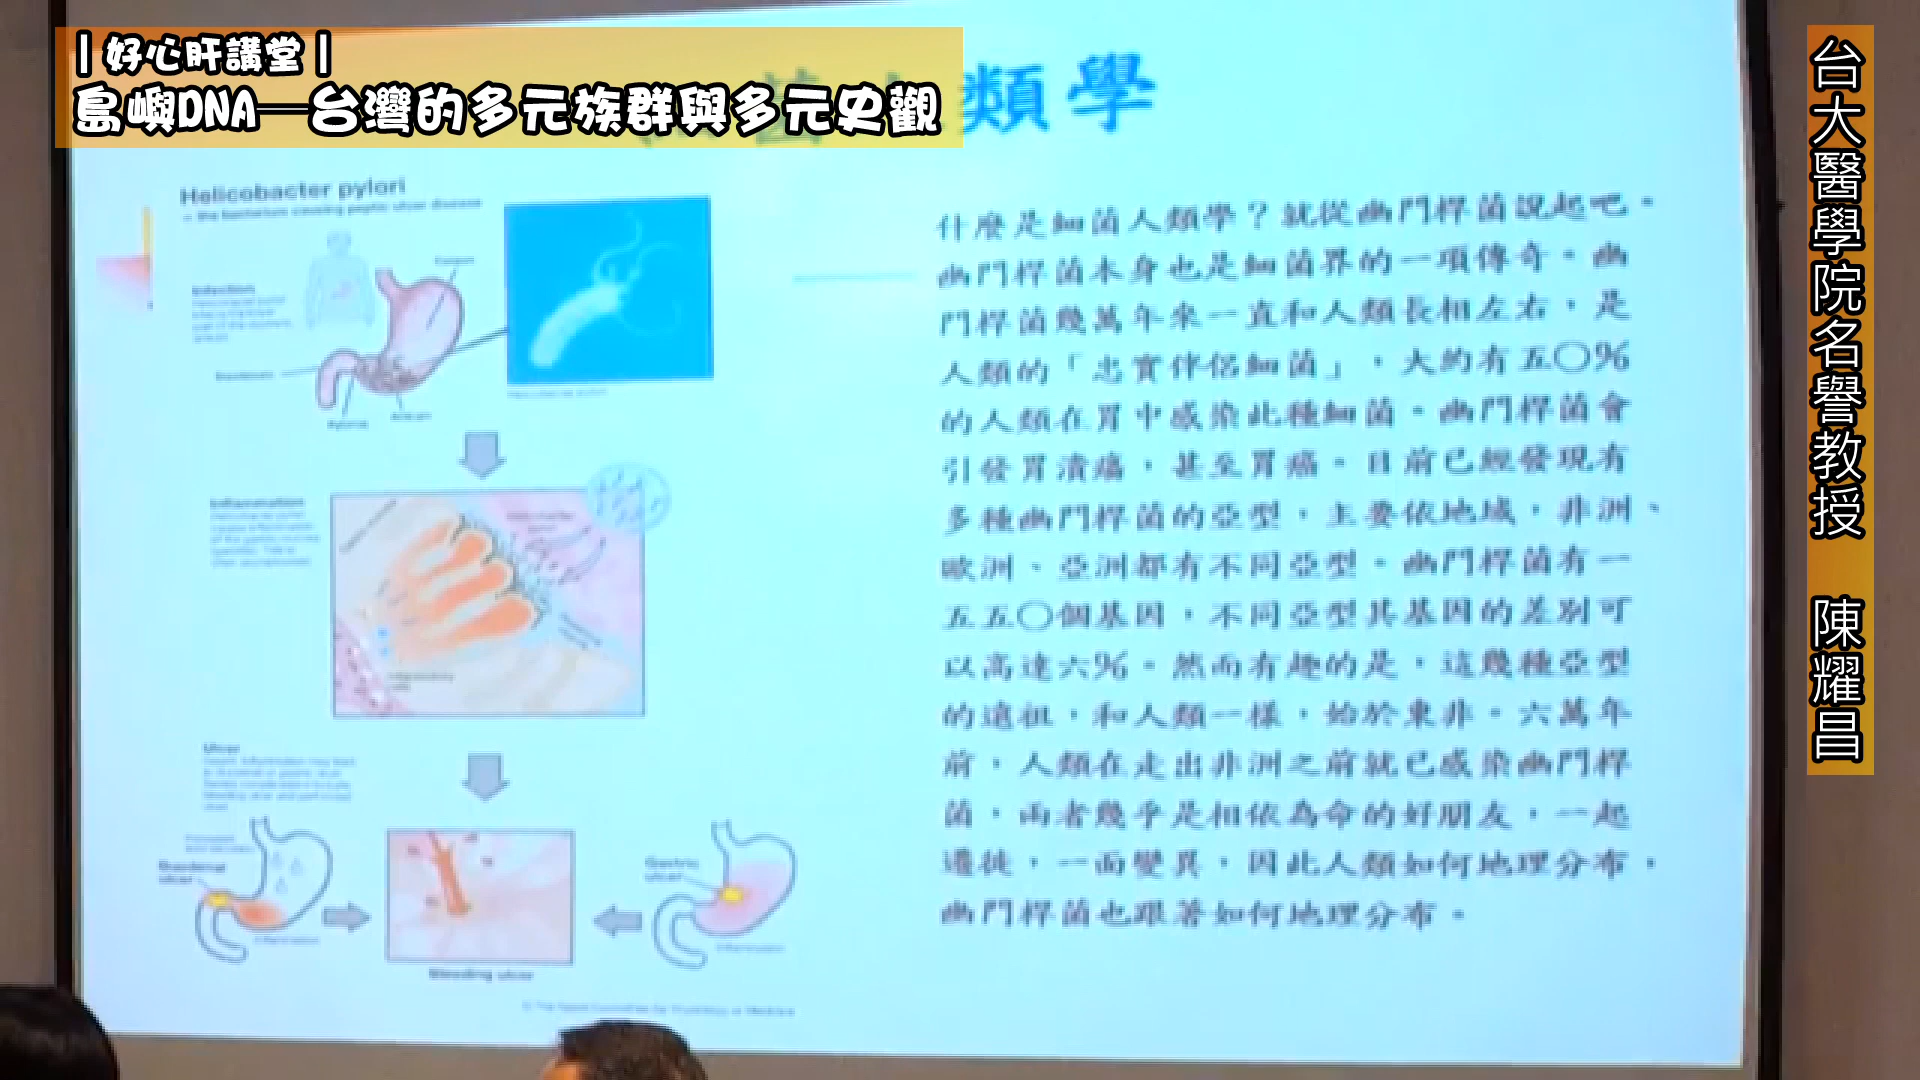 |好心肝講堂|
島嶼DNA─台灣的多元族群與多元史觀
台大醫學院名譽教授 陳耀昌
菌人類學
Helicobacter pylori
什麼是細菌人類學？就從幽門桿菌說起吧。
幽門桿菌本身也是細菌界的一項傳奇。幽
門桿菌幾萬年來一直和人類長相左右，是
人類的「忠實伴侶細菌」，大約有五〇%
的人類在胃中感染此種細菌。幽門桿菌會
引發胃潰瘍，甚至胃癌。目前已經發現有
多種幽門桿菌的亞型，主要依地域，非洲、
歐洲、亞洲都有不同亞型。幽門桿菌有一
五五〇個基因，不同亞型其基因的差別可
以高達六%。然而有趣的是，這幾種亞型
的遠祖，和人類一樣，始於東非。六萬年
前，人類在走出非洲之前就已感染幽門桿
菌，兩者幾乎是相依為命的好朋友，一起
遷徙，一面變異，因此人類如何地理分布，
幽門桿菌也跟著如何地理分布。
Infection
Inflammation
Ulcer
Duodenal
ulcer
Gastric
ulcer
Bleeding ulcer